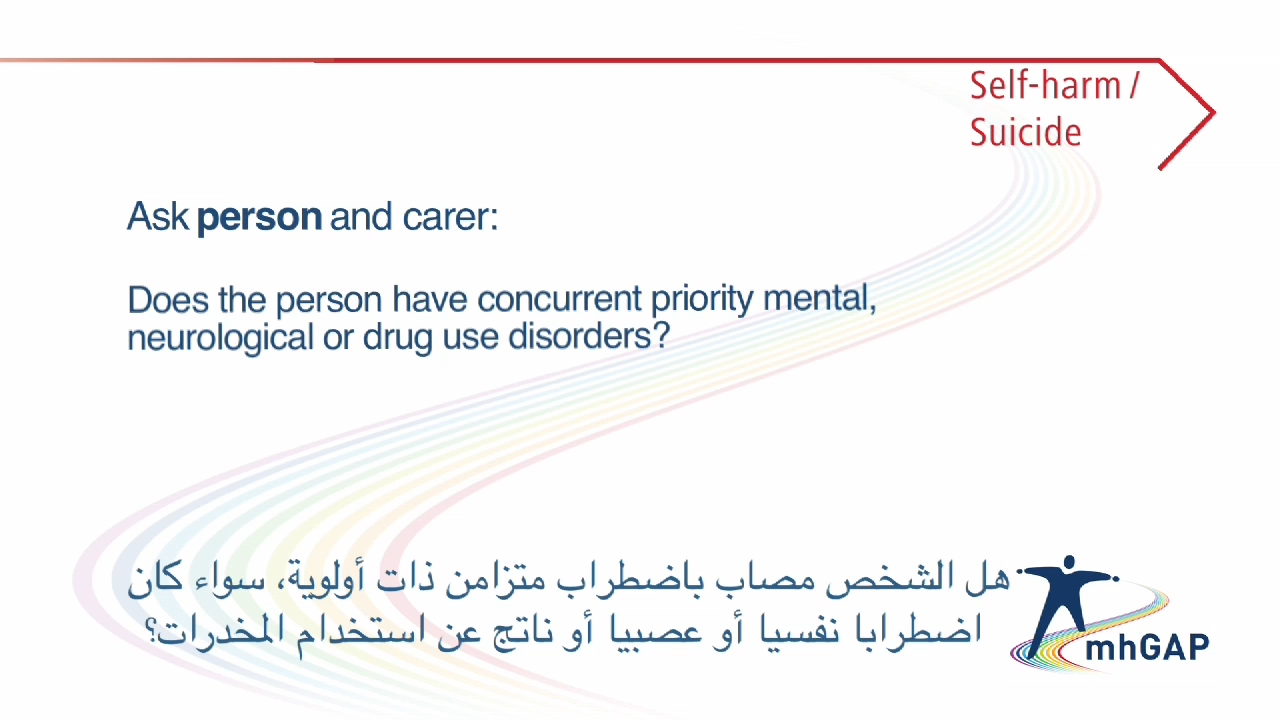 Self-harm /
Suicide
Ask person and carer:
Does the person have concurrent priority mental,
neurological or drug use disorders?
هل الشخص مصاب باضطراب متزامن ذات أولوية، سواء كان
اضطرابا نفسيا أو عصبيا أو ناتج عن استخدام المخدرات؟
mhGAP